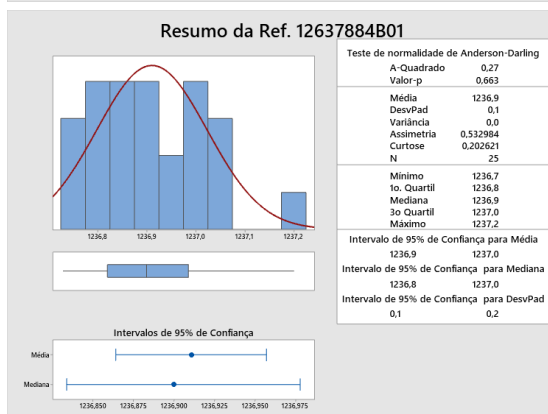 Resumo da Ref. 12637884B01
1236,8 1236,9 1237,0 1237,1 1237,2
Intervalos de 95% de Confiança
Média
Mediana
1236,850 1236,875 1236,900 1236,925 1236,950 1236,975
Teste de normalidade de Anderson-Darling
A-Quadrado 0,27
Valor-p 0,663
Média 1236,9
DesvPad 0,1
Variância 0,0
Assimetria 0,532984
Curtose 0,202621
N 25
Mínimo 1236,7
1o. Quartil 1236,8
Mediana 1236,9
3o Quartil 1237,0
Máximo 1237,2
Intervalo de 95% de Confiança para Média
1236,9 1237,0
Intervalo de 95% de Confiança para Mediana
1236,8 1237,0
Intervalo de 95% de Confiança para DesvPad
0,1 0,2